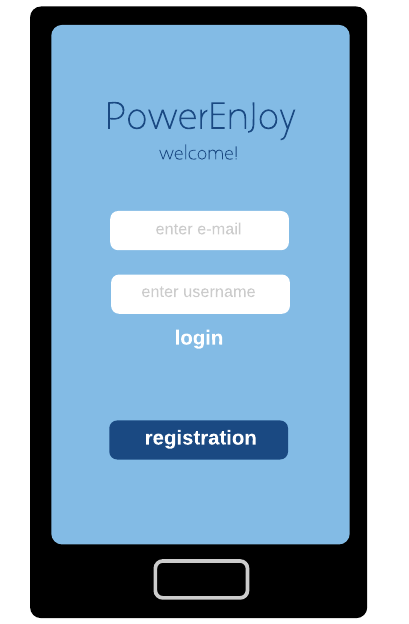 PowerEnJoy
welcome!
enter e-mail
enter username
login
registration